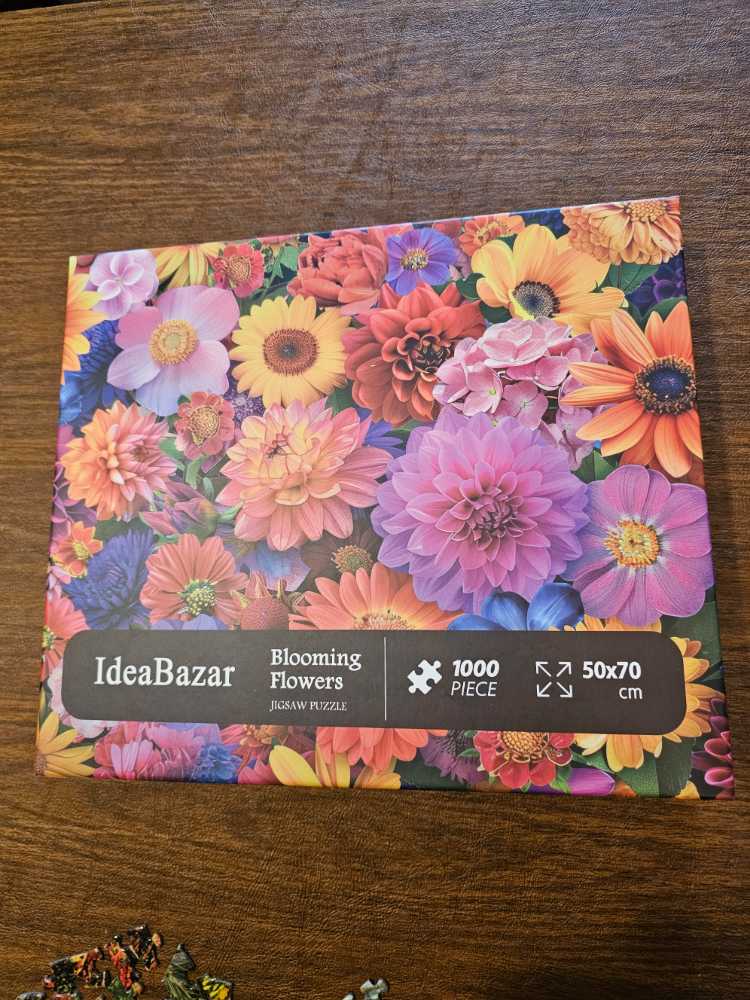 IdeaBazar
Blooming
Flowers
JIGSAW PUZZLE
1000
PIECE
50x70
cm